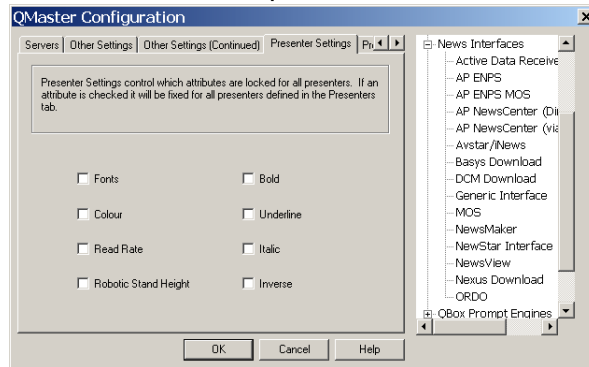 QMaster Configuration
Servers
Other Settings
Other Settings (Continued)
Presenter Settings
Presenter Settings control which attributes are locked for all presenters. If an
attribute is checked it will be fixed for all presenters defined in the Presenters
tab.
Fonts
Bold
Colour
Underline
Read Rate
Italic
Robotic Stand Height
Inverse
OK
Cancel
Help
News Interfaces
Active Data Receive
AP ENPS
AP ENPS MOS
AP NewsCenter (Di
AP NewsCenter (via
Avstar/iNews
Basys Download
DCM Download
Generic Interface
MOS
NewsMaker
NewStar Interface
NewsView
Nexus Download
ORDO
QBox Prompt Engines